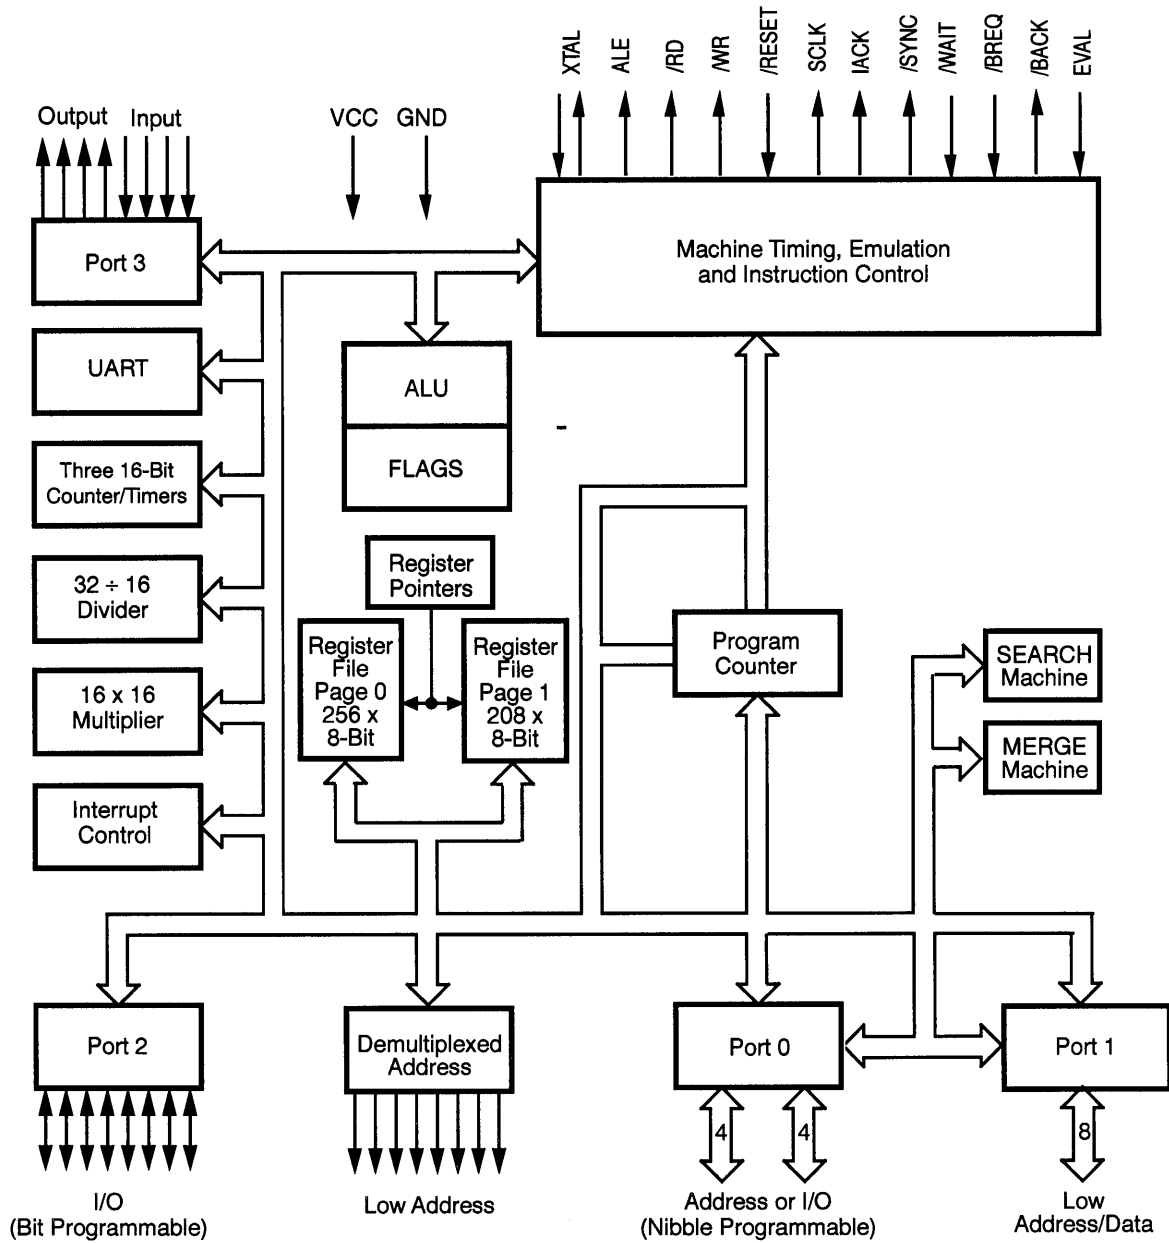 XTAL
ALE
/RD
/WR
/RESET
SCLK
IACK
/SYNC
/WAIT
/BREQ
/BACK
EVAL
Output
Input
VCC
GND
Port 3
Machine Timing, Emulation
and Instruction Control
UART
ALU
FLAGS
Three 16-Bit
Counter/Timers
32 ÷ 16
Divider
Register
Pointers
Register
File
Page 0
256 x
8-Bit
Register
File
Page 1
208 x
8-Bit
Program
Counter
SEARCH
Machine
16 x 16
Multiplier
MERGE
Machine
Interrupt
Control
Port 2
Demultiplexed
Address
Port 0
Port 1
4
4
8
I/O
(Bit Programmable)
Low Address
Address or I/O
(Nibble Programmable)
Low
Address/Data